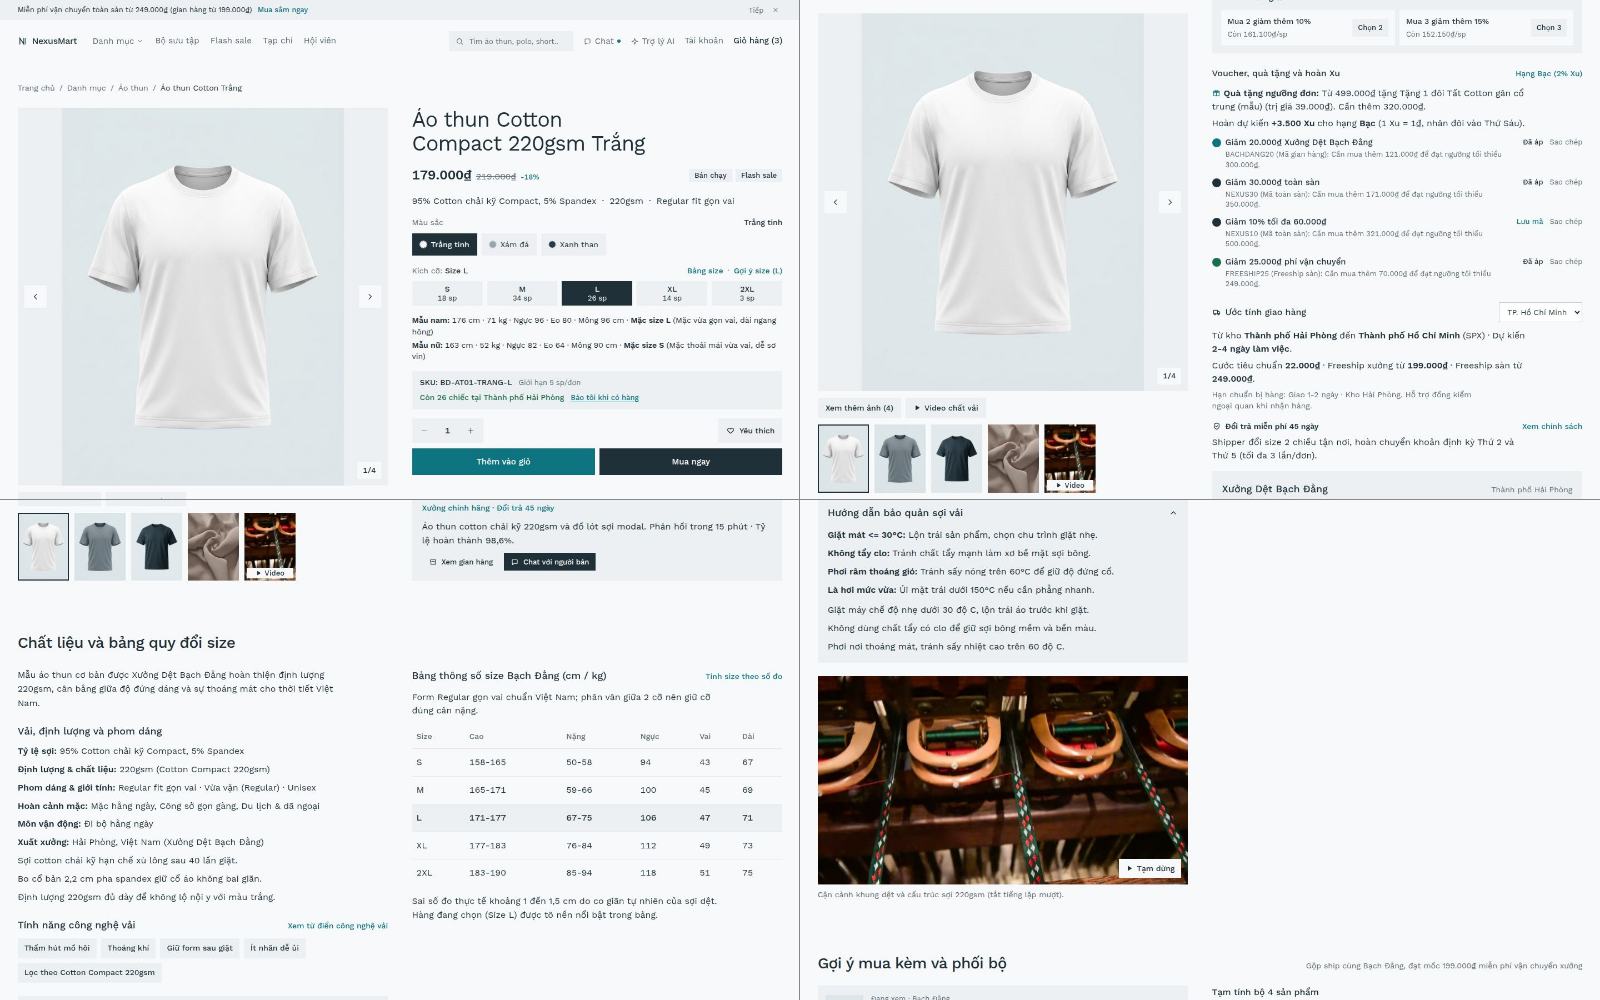 Miễn phí vận chuyển toàn sàn từ 249.000₫ (gian hàng từ 199.000₫) Mua sắm ngay
Tiếp ×
NexusMart
Danh mục
Bộ sưu tập
Flash sale
Tạp chí
Hội viên
Tìm áo thun, polo, short..
Chat
Trợ lý AI
Tài khoản
Giỏ hàng (3)
Trang chủ / Danh mục / Áo thun / Áo thun Cotton Trắng
1/4
Áo thun Cotton
Compact 220gsm Trắng
179.000₫ 219.000₫ -18%
Bán chạy
Flash sale
95% Cotton chải kỹ Compact, 5% Spandex · 220gsm · Regular fit gọn vai
Màu sắc
Trắng tinh
Trắng tinh
Xám đá
Xanh than
Kích cỡ: Size L
Bảng size · Gợi ý size (L)
S
18 sp
M
34 sp
L
26 sp
XL
14 sp
2XL
3 sp
Mẫu nam: 176 cm · 71 kg · Ngực 96 · Eo 80 · Mông 96 cm · Mặc size L (Mặc vừa gọn vai, dài ngang
hông)
Mẫu nữ: 163 cm · 52 kg · Ngực 82 · Eo 64 · Mông 90 cm · Mặc size S (Mặc thoải mái vừa vai, dễ sơ
vin)
SKU: BD-AT01-TRANG-L Giới hạn 5 sp/đơn
Còn 26 chiếc tại Thành phố Hải Phòng Báo tôi khi có hàng
− 1 +
Yêu thích
Thêm vào giỏ
Mua ngay
1/4
Xem thêm ảnh (4)
Video chất vải
Video
Mua 2 giảm thêm 10%
Còn 161.100₫/sp
Chọn 2
Mua 3 giảm thêm 15%
Còn 152.150₫/sp
Chọn 3
Voucher, quà tặng và hoàn Xu
Hạng Bạc (2% Xu)
Quà tặng ngưỡng đơn: Từ 499.000₫ tặng Tặng 1 đôi Tất Cotton gân cổ
trung (mẫu) (trị giá 39.000₫). Cần thêm 320.000₫.
Hoàn dự kiến +3.500 Xu cho hạng Bạc (1 Xu = 1₫, nhân đôi vào Thứ Sáu).
Giảm 20.000₫ Xưởng Dệt Bạch Đằng
Đã áp Sao chép
BACHDANG20 (Mã gian hàng): Cần mua thêm 121.000₫ để đạt ngưỡng tối thiểu
300.000₫.
Giảm 30.000₫ toàn sàn
Đã áp Sao chép
NEXUS30 (Mã toàn sàn): Cần mua thêm 171.000₫ để đạt ngưỡng tối thiểu
350.000₫.
Giảm 10% tối đa 60.000₫
Lưu mã Sao chép
NEXUS10 (Mã toàn sàn): Cần mua thêm 321.000₫ để đạt ngưỡng tối thiểu
500.000₫.
Giảm 25.000₫ phí vận chuyển
Đã áp Sao chép
FREESHIP25 (Freeship sàn): Cần mua thêm 70.000₫ để đạt ngưỡng tối thiểu
249.000₫.
Ước tính giao hàng
TP. Hồ Chí Minh
Từ kho Thành phố Hải Phòng đến Thành phố Hồ Chí Minh (SPX) · Dự kiến
2-4 ngày làm việc.
Cước tiêu chuẩn 22.000₫ · Freeship xưởng từ 199.000₫ · Freeship sàn từ
249.000₫.
Hạn chuẩn bị hàng: Giao 1-2 ngày · Kho Hải Phòng. Hỗ trợ đồng kiểm
ngoại quan khi nhận hàng.
Đổi trả miễn phí 45 ngày
Xem chính sách
Shipper đổi size 2 chiều tận nơi, hoàn chuyển khoản định kỳ Thứ 2 và
Thứ 5 (tối đa 3 lần/đơn).
Xưởng Dệt Bạch Đằng
Thành phố Hải Phòng
Video
Xưởng chính hãng · Đổi trả 45 ngày
Áo thun cotton chải kỹ 220gsm và đồ lót sợi modal. Phản hồi trong 15 phút · Tỷ
lệ hoàn thành 98,6%.
Xem gian hàng
Chat với người bán
Chất liệu và bảng quy đổi size
Mẫu áo thun cơ bản được Xưởng Dệt Bạch Đằng hoàn thiện định lượng
220gsm, cân bằng giữa độ đứng dáng và sự thoáng mát cho thời tiết Việt
Nam.
Vải, định lượng và phom dáng
Tỷ lệ sợi: 95% Cotton chải kỹ Compact, 5% Spandex
Định lượng & chất liệu: 220gsm (Cotton Compact 220gsm)
Phom dáng & giới tính: Regular fit gọn vai · Vừa vặn (Regular) · Unisex
Hoàn cảnh mặc: Mặc hằng ngày, Công sở gọn gàng, Du lịch & dã ngoại
Môn vận động: Đi bộ hằng ngày
Xuất xưởng: Hải Phòng, Việt Nam (Xưởng Dệt Bạch Đằng)
Sợi cotton chải kỹ hạn chế xù lông sau 40 lần giặt.
Bo cổ bản 2,2 cm pha spandex giữ cổ áo không bai giãn.
Định lượng 220gsm đủ dày để không lộ nội y với màu trắng.
Tính năng công nghệ vải
Xem từ điển công nghệ vải
Thấm hút mồ hôi
Thoáng khí
Giữ form sau giặt
Ít nhăn dễ ủi
Lọc theo Cotton Compact 220gsm
Bảng thông số size Bạch Đằng (cm / kg)
Tính size theo số đo
Form Regular gọn vai chuẩn Việt Nam; phân vân giữa 2 cỡ nên giữ cỡ
đúng cân nặng.
Size Cao Nặng Ngực Vai Dài
S 158-165 50-58 94 43 67
M 165-171 59-66 100 45 69
L 171-177 67-75 106 47 71
XL 177-183 76-84 112 49 73
2XL 183-190 85-94 118 51 75
Sai số đo thực tế khoảng 1 đến 1,5 cm do co giãn tự nhiên của sợi dệt.
Hàng đang chọn (Size L) được tô nền nổi bật trong bảng.
Hướng dẫn bảo quản sợi vải
Giặt mát <= 30°C: Lộn trái sản phẩm, chọn chu trình giặt nhẹ.
Không tẩy clo: Tránh chất tẩy mạnh làm xơ bề mặt sợi bông.
Phơi râm thoáng gió: Tránh sấy nóng trên 60°C để giữ độ đứng cổ.
Là hơi mức vừa: Ủi mặt trái dưới 150°C nếu cần phẳng nhanh.
Giặt máy chế độ nhẹ dưới 30 độ C, lộn trái áo trước khi giặt.
Không dùng chất tẩy có clo để giữ sợi bông mềm và bền màu.
Phơi nơi thoáng mát, tránh sấy nhiệt cao trên 60 độ C.
Tạm dừng
Cận cảnh khung dệt và cấu trúc sợi 220gsm (tắt tiếng lặp mượt).
Gợi ý mua kèm và phối bộ
Gộp ship cùng Bạch Đằng, đạt mốc 199.000₫ miễn phí vận chuyển xưởng
Đang xem · Bạch Đằng
Tạm tính bộ 4 sản phẩm